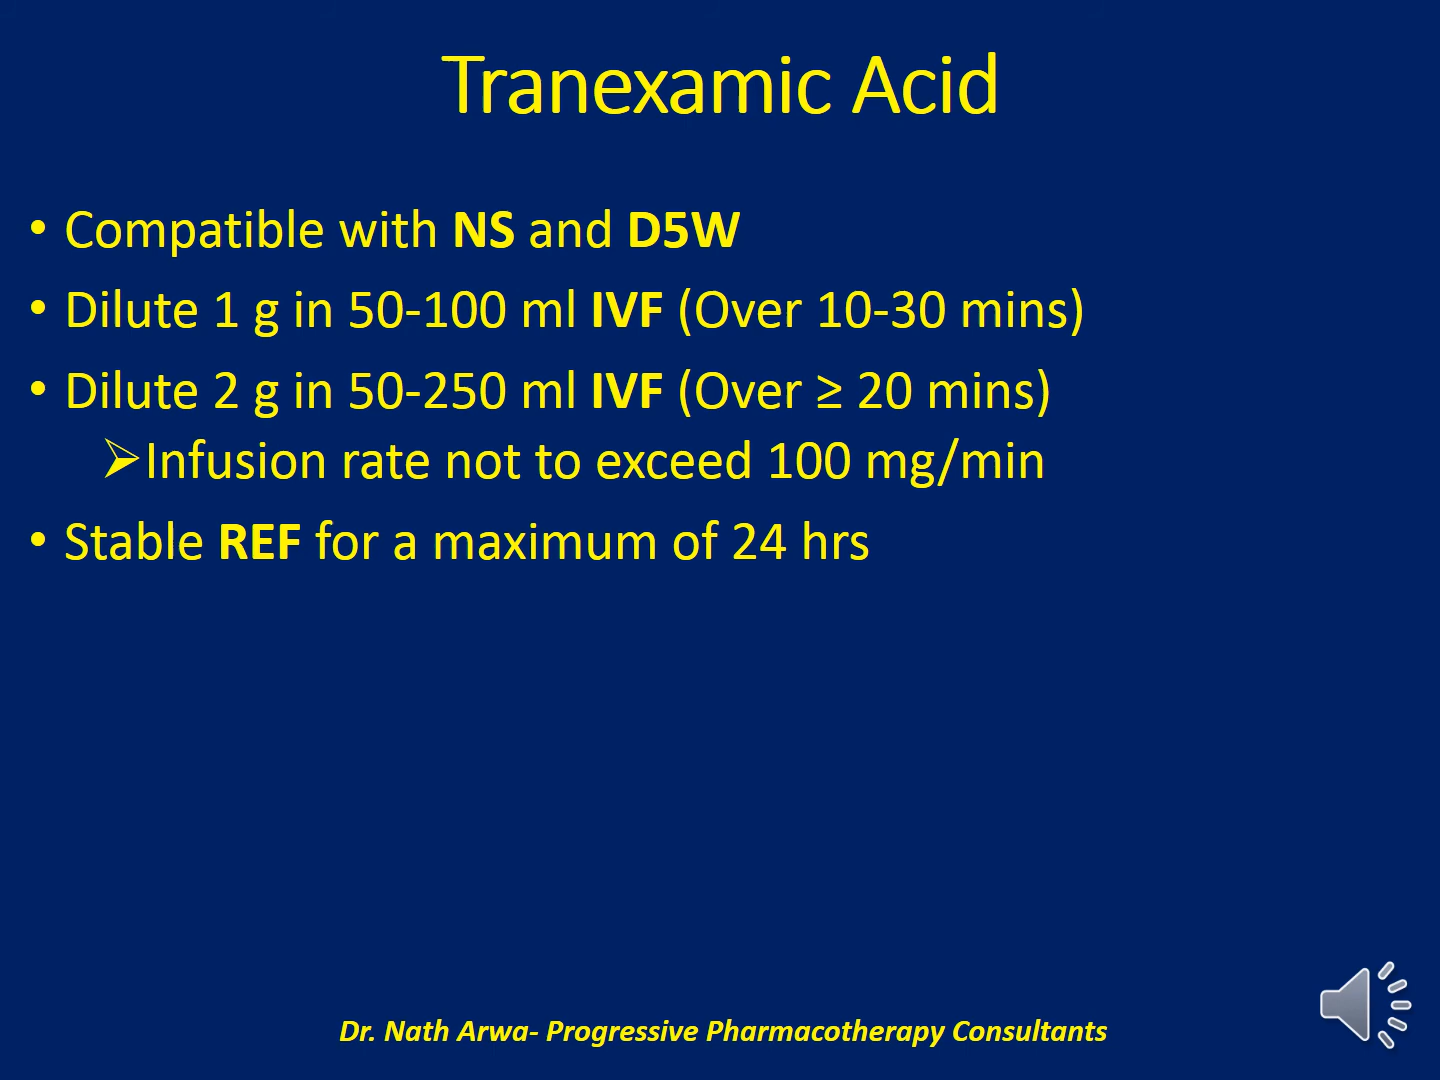 Tranexamic Acid
• Compatible with NS and D5W
• Dilute 1 g in 50-100 ml IVF (Over 10-30 mins)
• Dilute 2 g in 50-250 ml IVF (Over ≥ 20 mins)
➢Infusion rate not to exceed 100 mg/min
• Stable REF for a maximum of 24 hrs
Dr. Nath Arwa- Progressive Pharmacotherapy Consultants